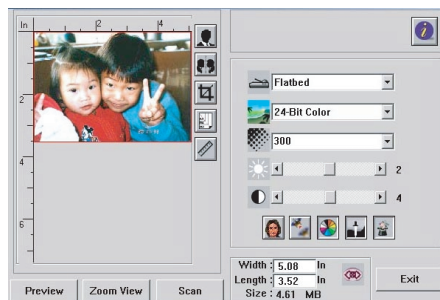 In. 2 4
2
4
6
Flatbed
24-Bit Color
300
2
4
Width: 5.08 In
Length: 3.52 In
Size: 4.61 MB
Preview Zoom View Scan Exit